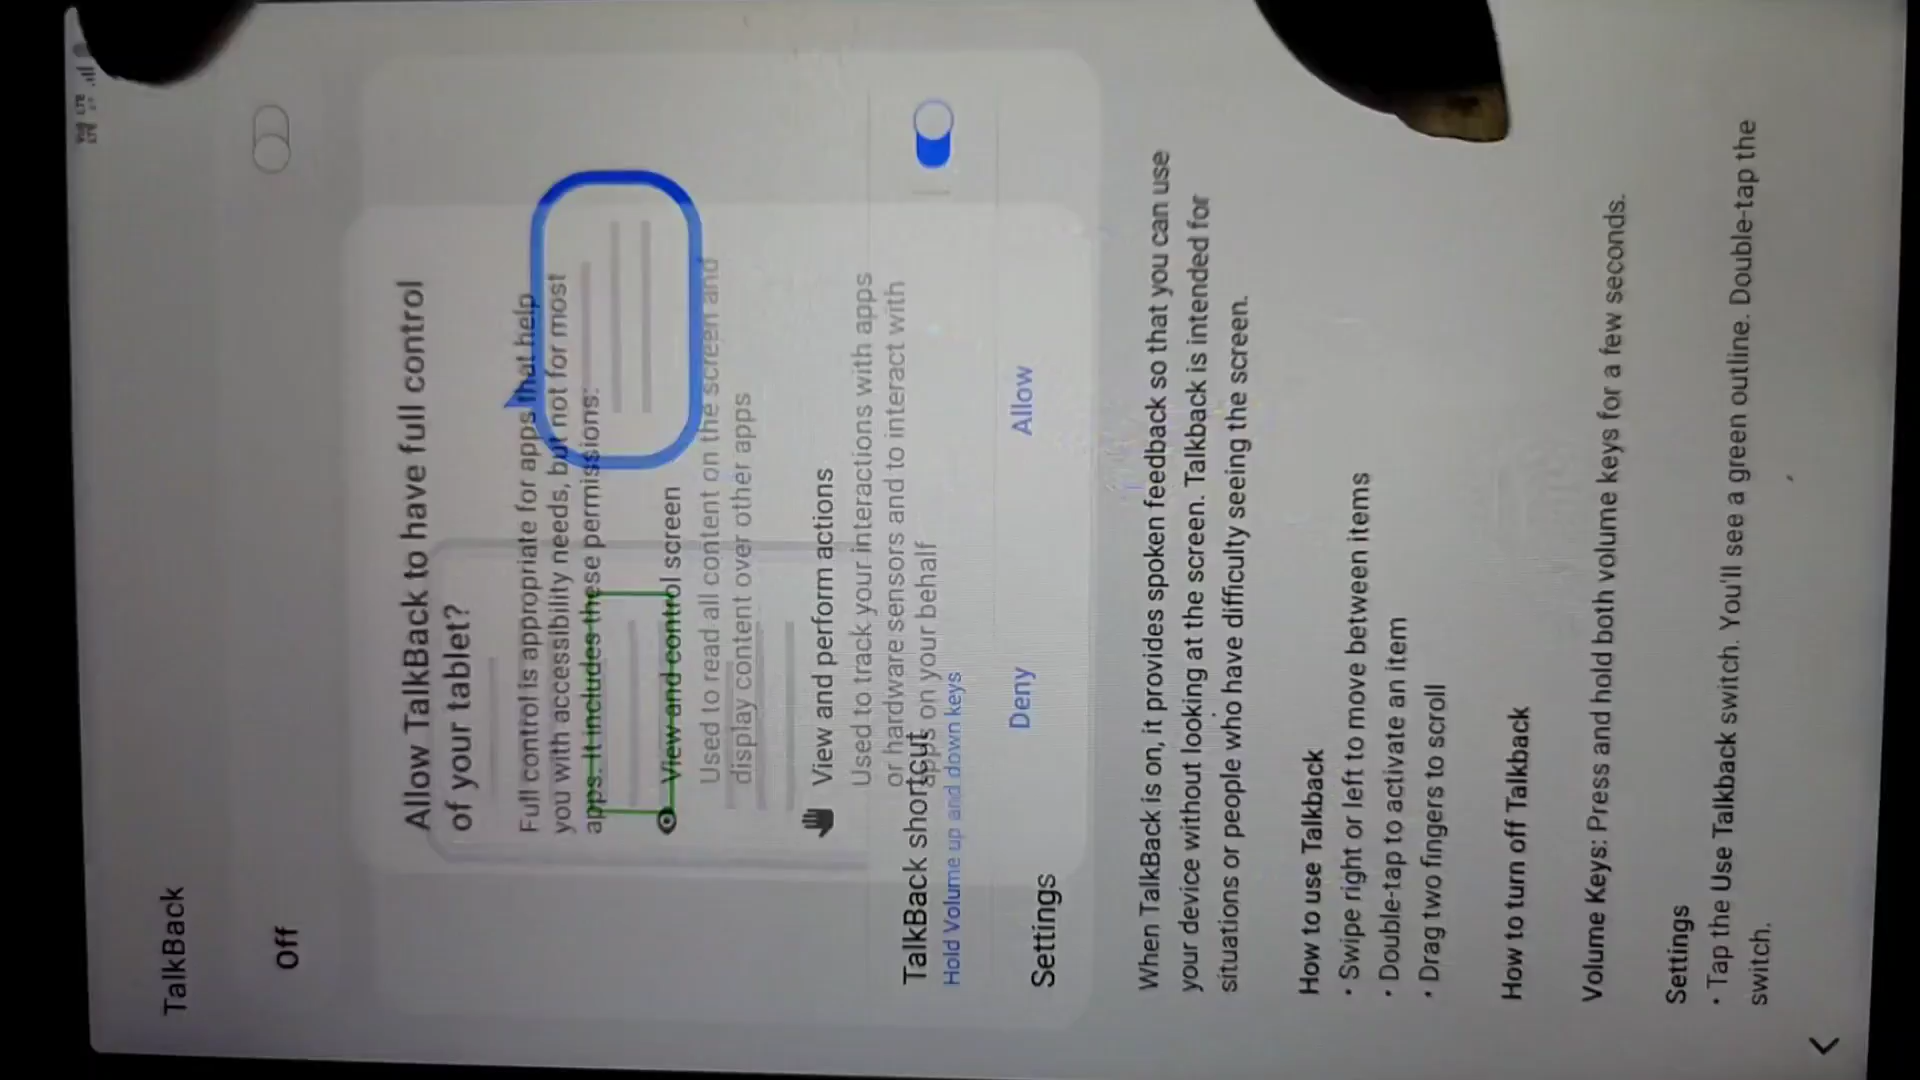 TalkBack
Off
Allow TalkBack to have full control
of your tablet?
Full control is appropriate for apps that help
you with accessibility needs, but not for most
apps. It includes these permissions:
View and control screen
Used to read all content on the screen and
display content over other apps
View and perform actions
Used to track your interactions with apps
or hardware sensors and to interact with
apps on your behalf
Deny
Allow
TalkBack shortcut
Hold Volume up and down keys
Settings
When TalkBack is on, it provides spoken feedback so that you can use
your device without looking at the screen. Talkback is intended for
situations or people who have difficulty seeing the screen.
How to use Talkback
• Swipe right or left to move between items
• Double-tap to activate an item
• Drag two fingers to scroll
How to turn off Talkback
Volume Keys: Press and hold both volume keys for a few seconds.
Settings
• Tap the Use Talkback switch. You'll see a green outline. Double-tap the
switch.